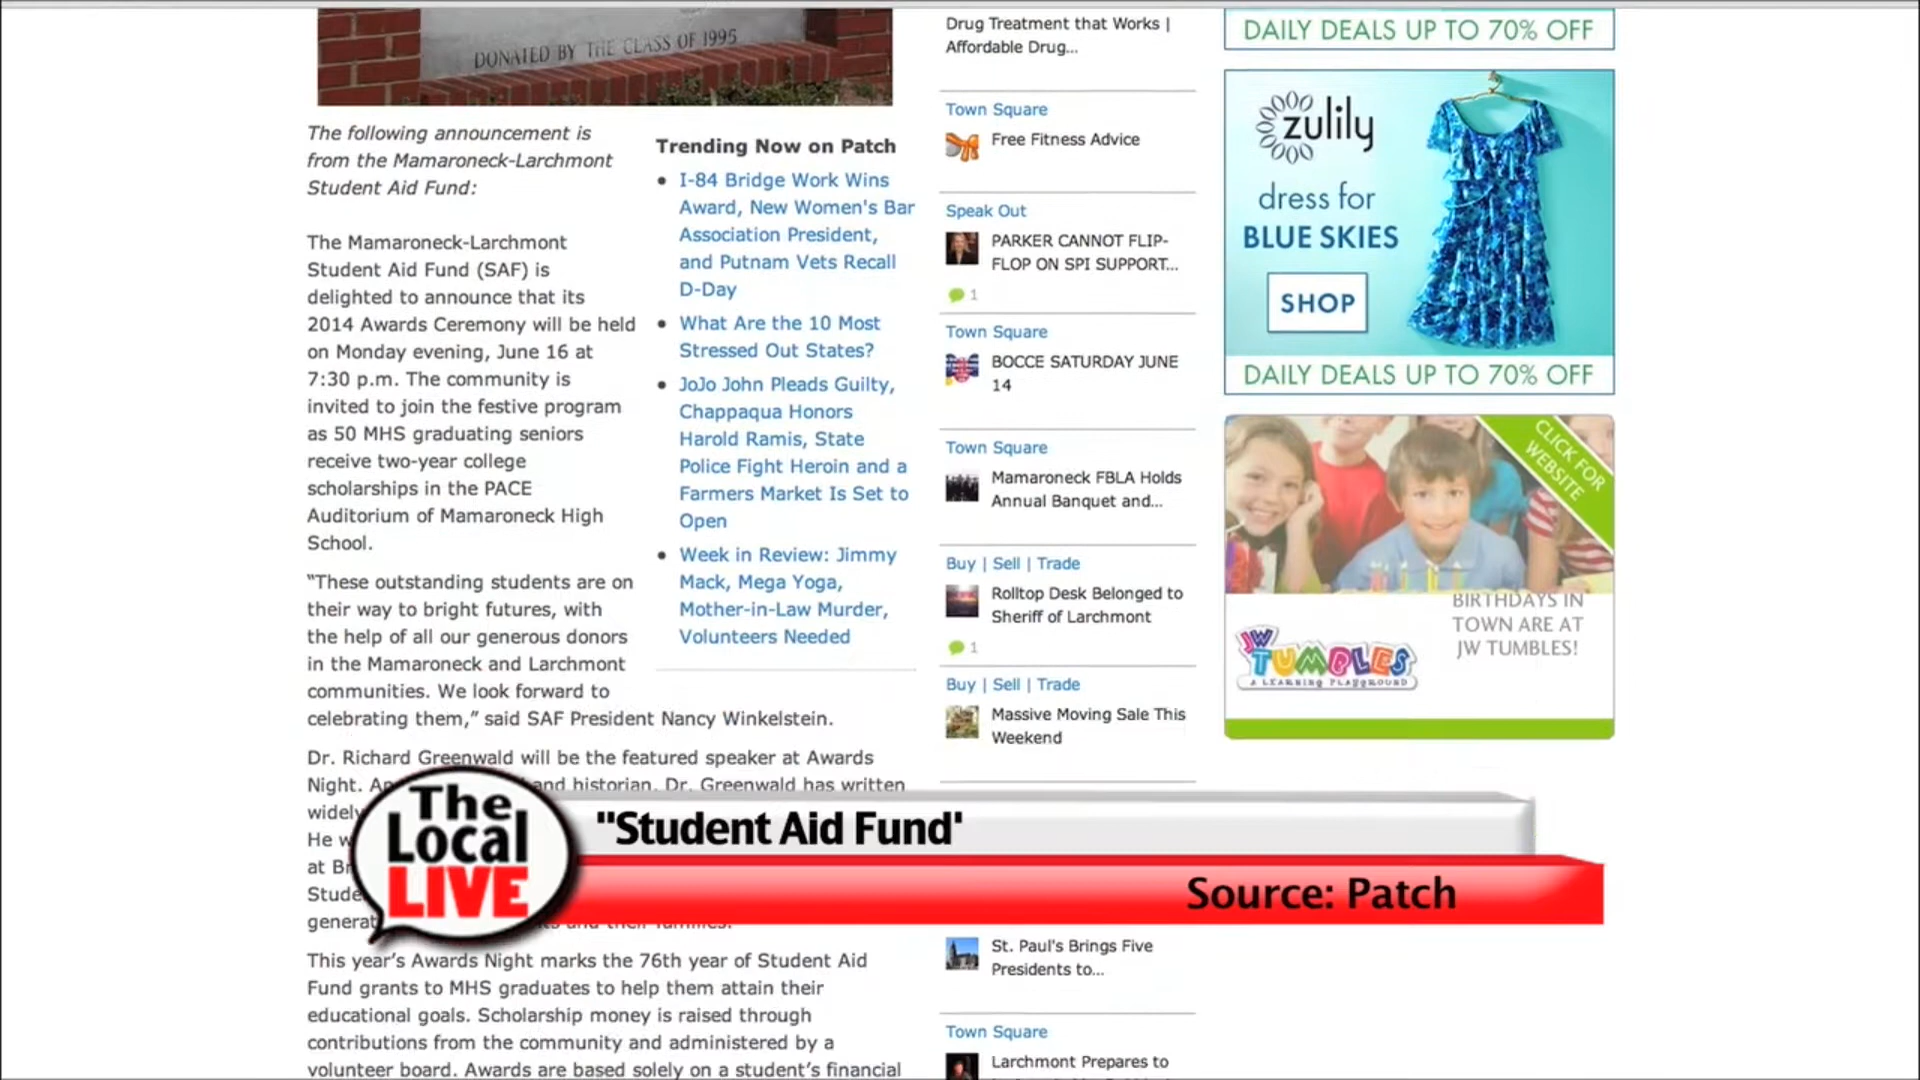 DONATED BY THE CLASS OF 1995
The following announcement is
from the Mamaroneck-Larchmont
Student Aid Fund:
The Mamaroneck-Larchmont
Student Aid Fund (SAF) is
delighted to announce that its
2014 Awards Ceremony will be held
on Monday evening, June 16 at
7:30 p.m. The community is
invited to join the festive program
as 50 MHS graduating seniors
receive two-year college
scholarships in the PACE
Auditorium of Mamaroneck High
School.
“These outstanding students are on
their way to bright futures, with
the help of all our generous donors
in the Mamaroneck and Larchmont
communities. We look forward to
celebrating them,” said SAF President Nancy Winkelstein.
Dr. Richard Greenwald will be the featured speaker at Awards
Night. and historian, Dr. Greenwald has written
widely
He
at
generat and their families.
This year’s Awards Night marks the 76th year of Student Aid
Fund grants to MHS graduates to help them attain their
educational goals. Scholarship money is raised through
contributions from the community and administered by a
volunteer board. Awards are based solely on a student’s financial
Trending Now on Patch
I-84 Bridge Work Wins
Award, New Women's Bar
Association President,
and Putnam Vets Recall
D-Day
What Are the 10 Most
Stressed Out States?
JoJo John Pleads Guilty,
Chappaqua Honors
Harold Ramis, State
Police Fight Heroin and a
Farmers Market Is Set to
Open
Week in Review: Jimmy
Mack, Mega Yoga,
Mother-in-Law Murder,
Volunteers Needed
Drug Treatment that Works |
Affordable Drug...
Town Square
Free Fitness Advice
Speak Out
PARKER CANNOT FLIP-
FLOP ON SPI SUPPORT...
1
Town Square
BOCCE SATURDAY JUNE
14
Town Square
Mamaroneck FBLA Holds
Annual Banquet and...
Buy | Sell | Trade
Rolltop Desk Belonged to
Sheriff of Larchmont
1
Buy | Sell | Trade
Massive Moving Sale This
Weekend
St. Paul's Brings Five
Presidents to...
Town Square
Larchmont Prepares to
DAILY DEALS UP TO 70% OFF
zulily
dress for
BLUE SKIES
SHOP
DAILY DEALS UP TO 70% OFF
CLICK FOR
WEBSITE
BIRTHDAYS IN
TOWN ARE AT
JW TUMBLES!
JW
TUMBLES
A LEARNING PLAYGROUND
The
Local
LIVE
"Student Aid Fund'
Source: Patch